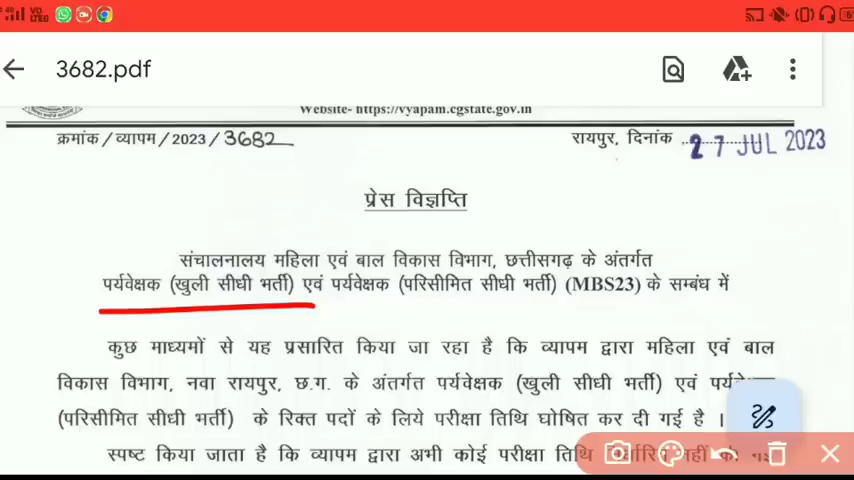 VO
LTEG
3682.pdf
Website- https://vyapam.cgstate.gov.in
क्रमांक/व्यापम/2023/3682
रायपुर, दिनांक 27 JUL 2023
प्रेस विज्ञप्ति
संचालनालय महिला एवं बाल विकास विभाग, छत्तीसगढ़ के अंतर्गत
पर्यवेक्षक (खुली सीधी भर्ती) एवं पर्यवेक्षक (परिसीमित सीधी भर्ती) (MBS23) के सम्बंध में
कुछ माध्यमों से यह प्रसारित किया जा रहा है कि व्यापम द्वारा महिला एवं बाल
विकास विभाग, नवा रायपुर, छ.ग. के अंतर्गत पर्यवेक्षक (खुली सीधी भर्ती) एवं
(परिसीमित सीधी भर्ती) के रिक्त पदों के लिये परीक्षा तिथि घोषित कर दी गई है ।
स्पष्ट किया जाता है कि व्यापम द्वारा अभी कोई परीक्षा तिथि